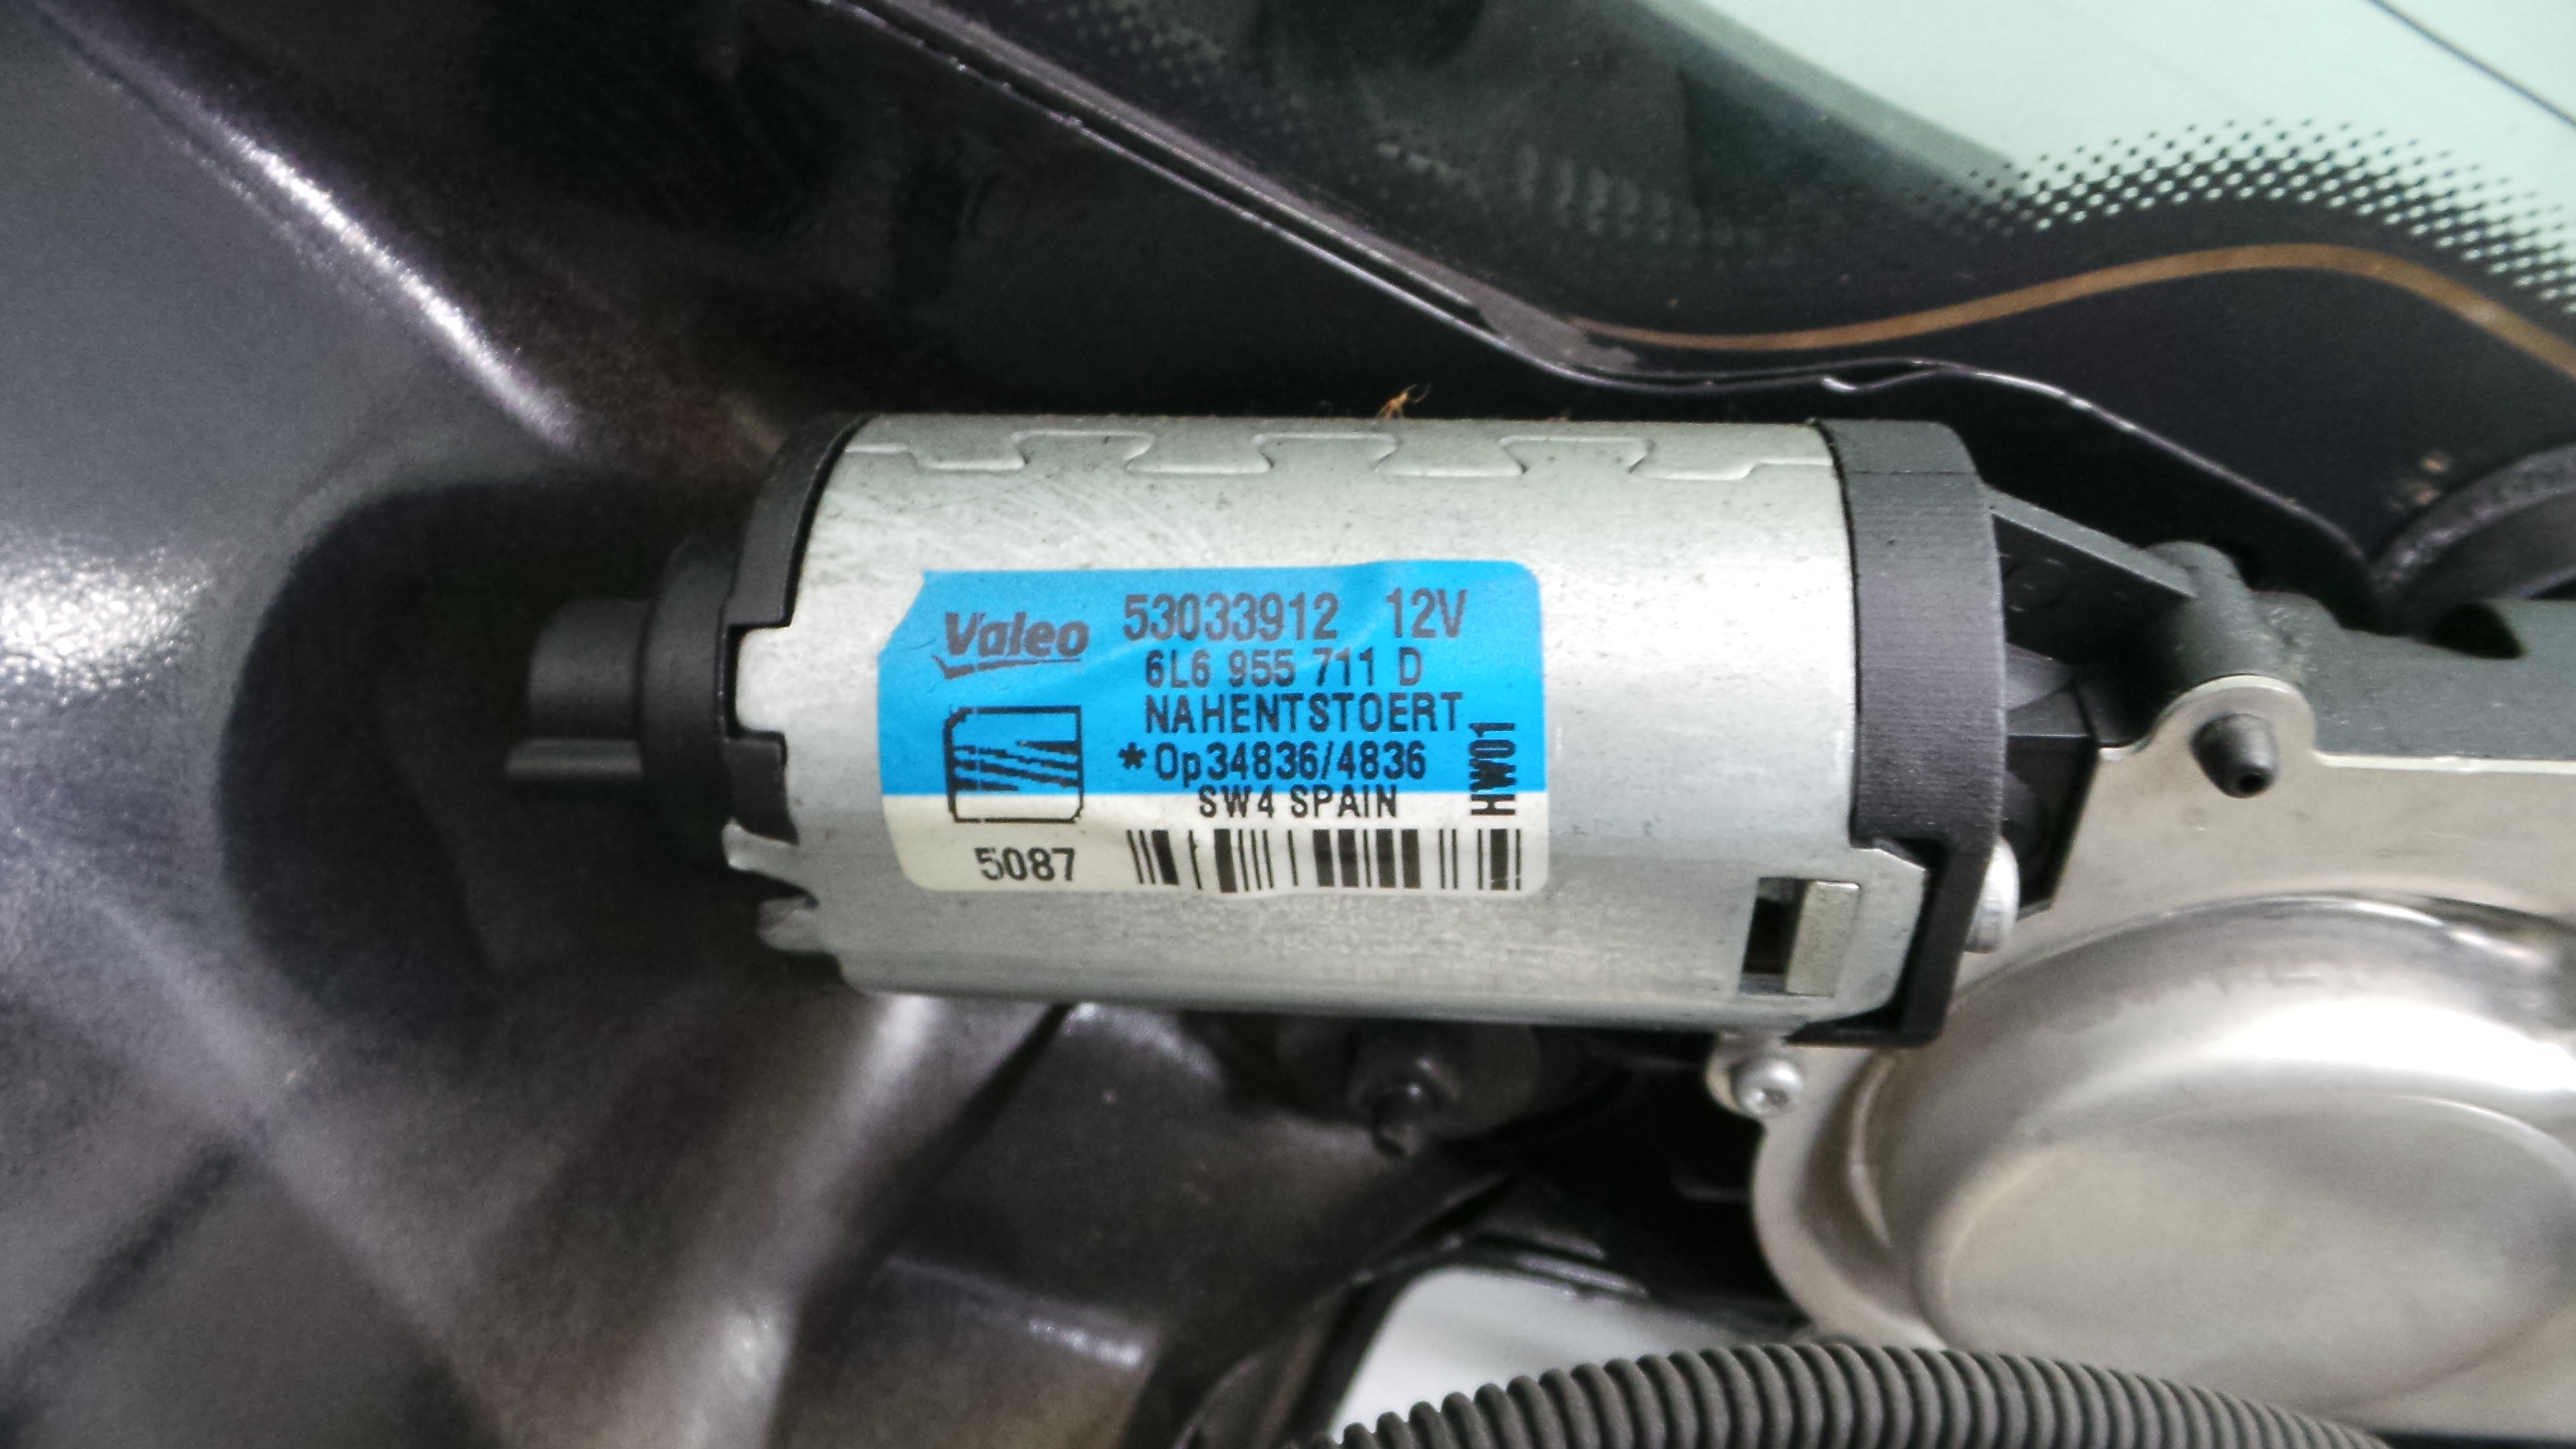 Valeo 53033912 12V
6L6 955 711 D
NAHENTSTOERT
*Op34836/4836
SW4 SPAIN
HW01
5087